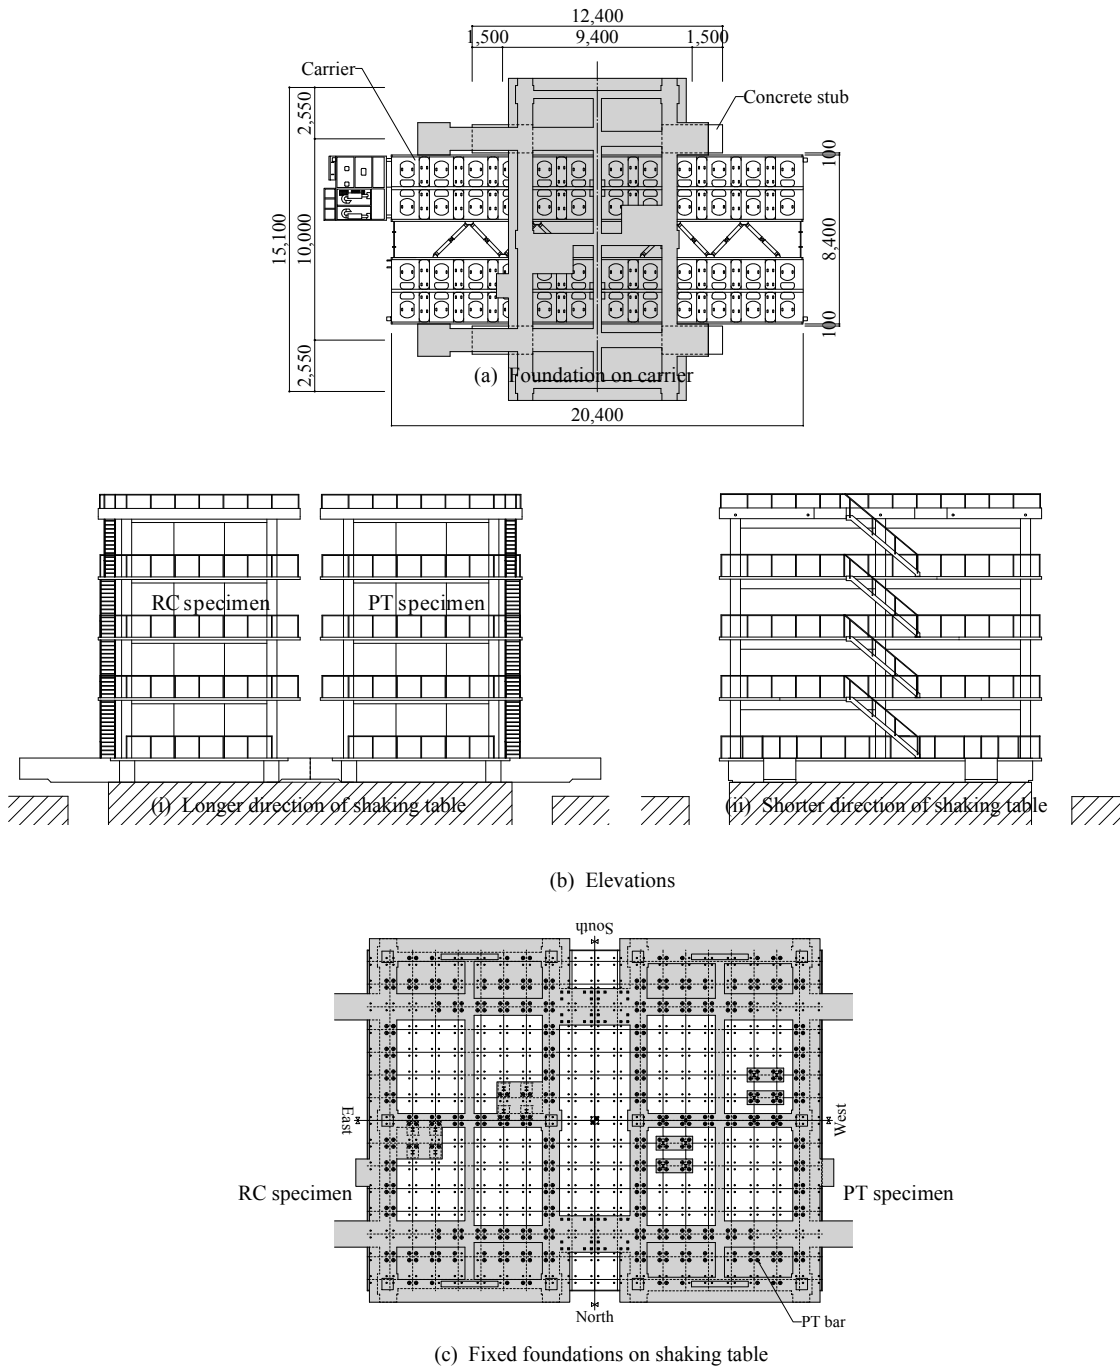 12,400
1,500
9,400
1,500
Carrier
Concrete stub
2,550
100
15,100
10,000
8,400
2,550
100
(a) Foundation on carrier
20,400
RC specimen
PT specimen
(i) Longer direction of shaking table
(ii) Shorter direction of shaking table
(b) Elevations
South
East
West
RC specimen
PT specimen
North
PT bar
(c) Fixed foundations on shaking table